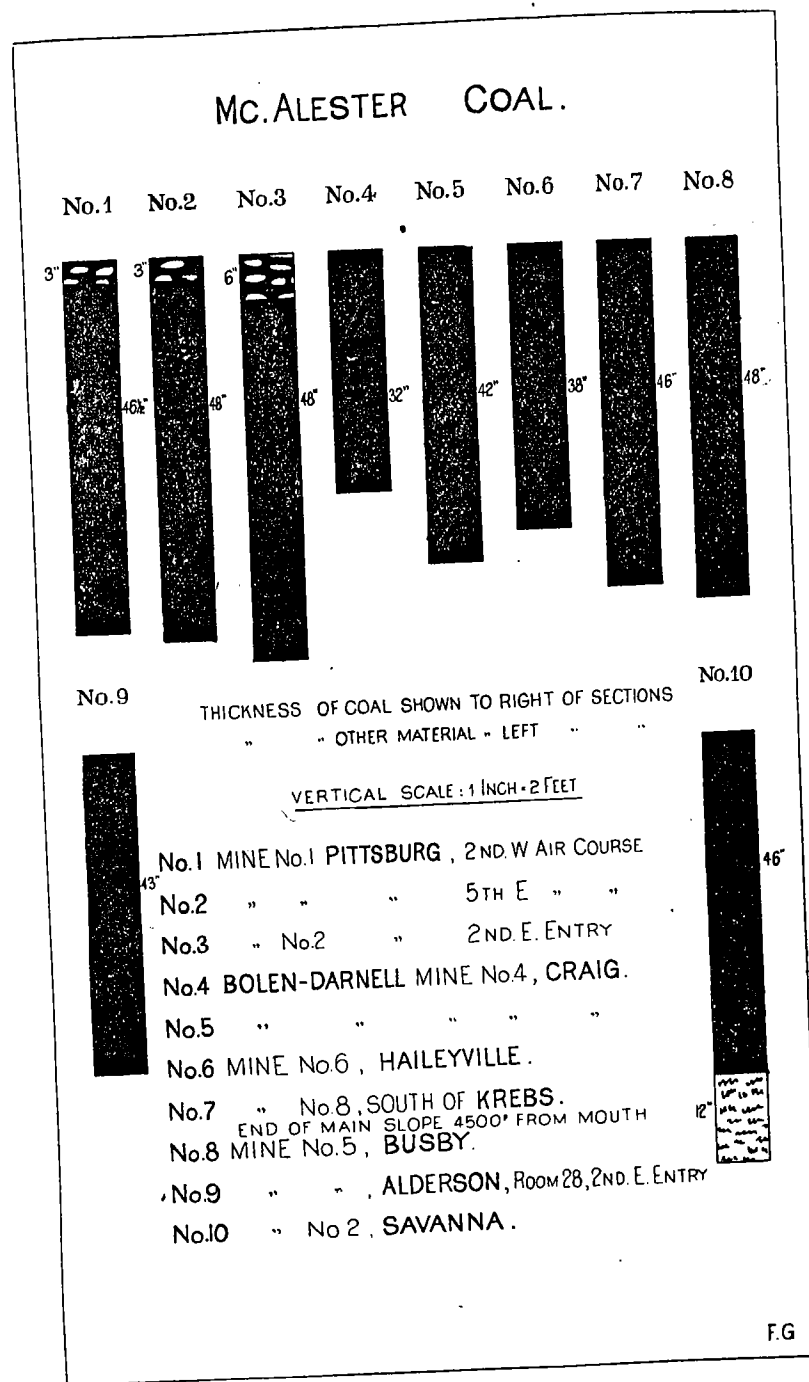 Mc. ALESTER COAL.
No.1 No.2 No.3 No.4 No.5 No.6 No.7 No.8
3" 3" 6"
46½" 48" 48" 32" 42" 38" 46" 48"
No.9 No.10
THICKNESS OF COAL SHOWN TO RIGHT OF SECTIONS
" " OTHER MATERIAL " LEFT " "
VERTICAL SCALE : 1 INCH = 2 FEET
43" 46"
No.1 MINE No.1 PITTSBURG, 2ND. W AIR COURSE
No.2 " " " 5TH E " "
No.3 " No.2 " 2ND. E. ENTRY
No.4 BOLEN-DARNELL MINE No.4, CRAIG.
No.5 " " " " "
No.6 MINE No.6, HAILEYVILLE.
No.7 " No.8, SOUTH OF KREBS.
END OF MAIN SLOPE 4500' FROM MOUTH
12"
No.8 MINE No.5, BUSBY.
No.9 " ", ALDERSON, ROOM 28, 2ND. E. ENTRY
No.10 " No 2, SAVANNA.
F.G